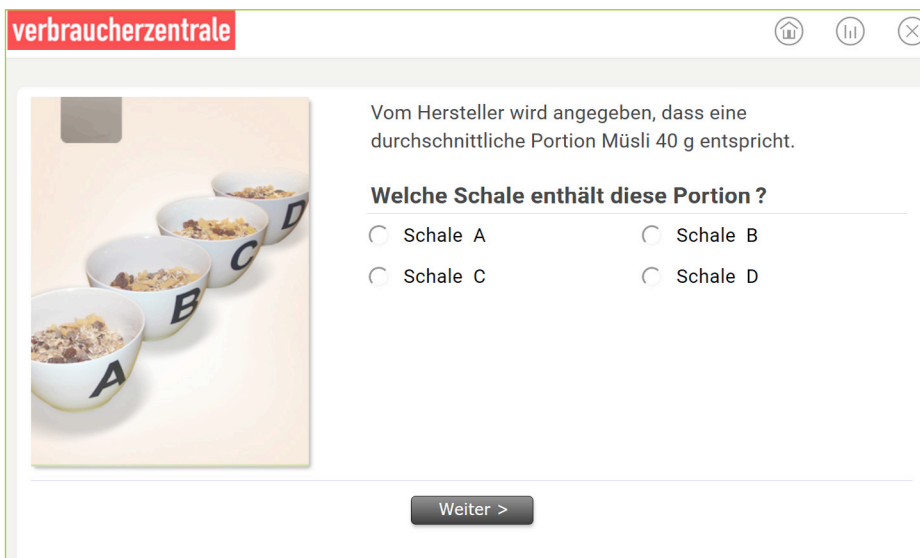 verbraucherzentrale
Vom Hersteller wird angegeben, dass eine
durchschnittliche Portion Müsli 40 g entspricht.
Welche Schale enthält diese Portion ?
Schale A
Schale B
Schale C
Schale D
D
C
B
A
Weiter >